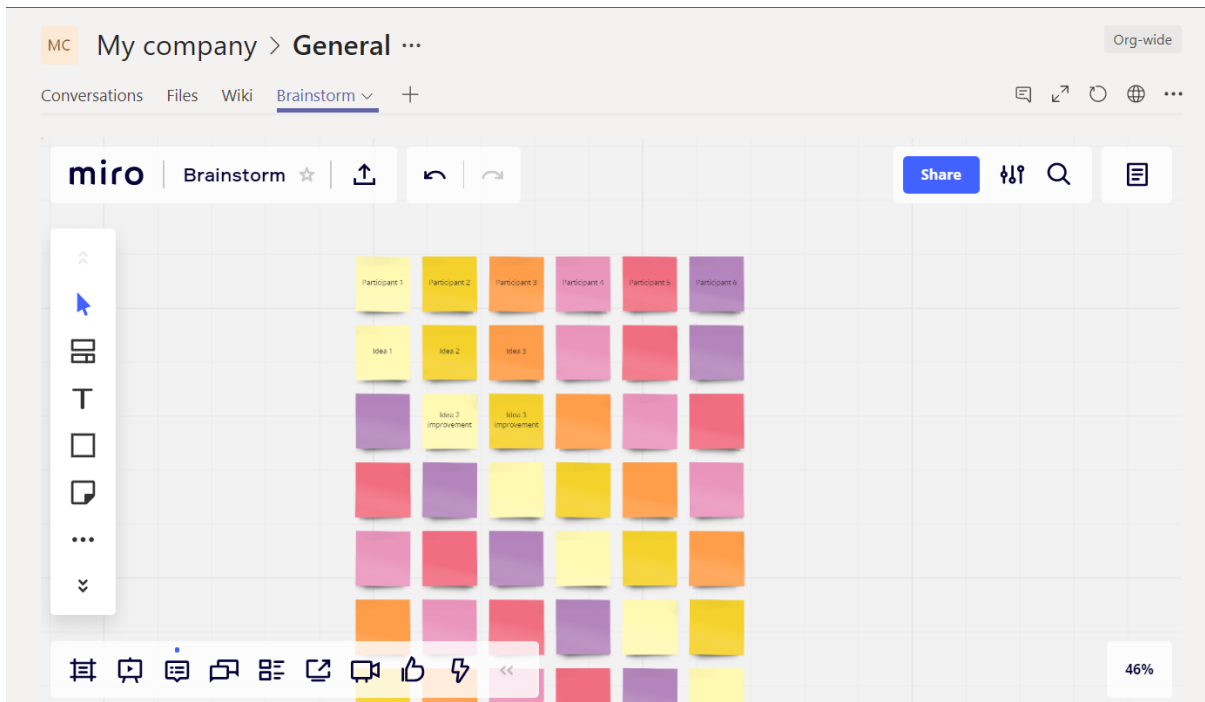 MC My company > General ...
Org-wide
Conversations Files Wiki Brainstorm +
miro Brainstorm
Share
T
Participant 1 Participant 2 Participant 3 Participant 4 Participant 5 Participant 6
Idea 1 Idea 2 Idea 3
Idea 2 Idea 3
improvement improvement
46%